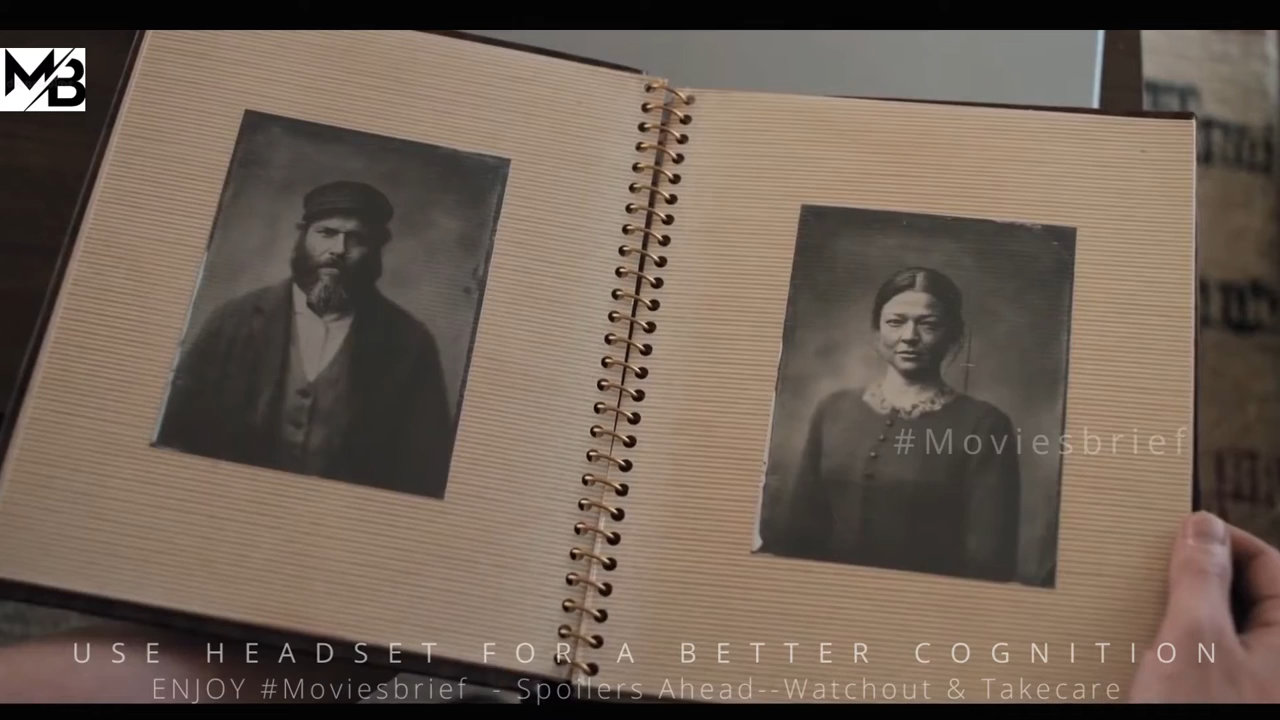 MB
#Moviesbrief
USE HEADSET FOR A BETTER COGNITION
ENJOY #Moviesbrief - Spoilers Ahead--Watchout & Takecare